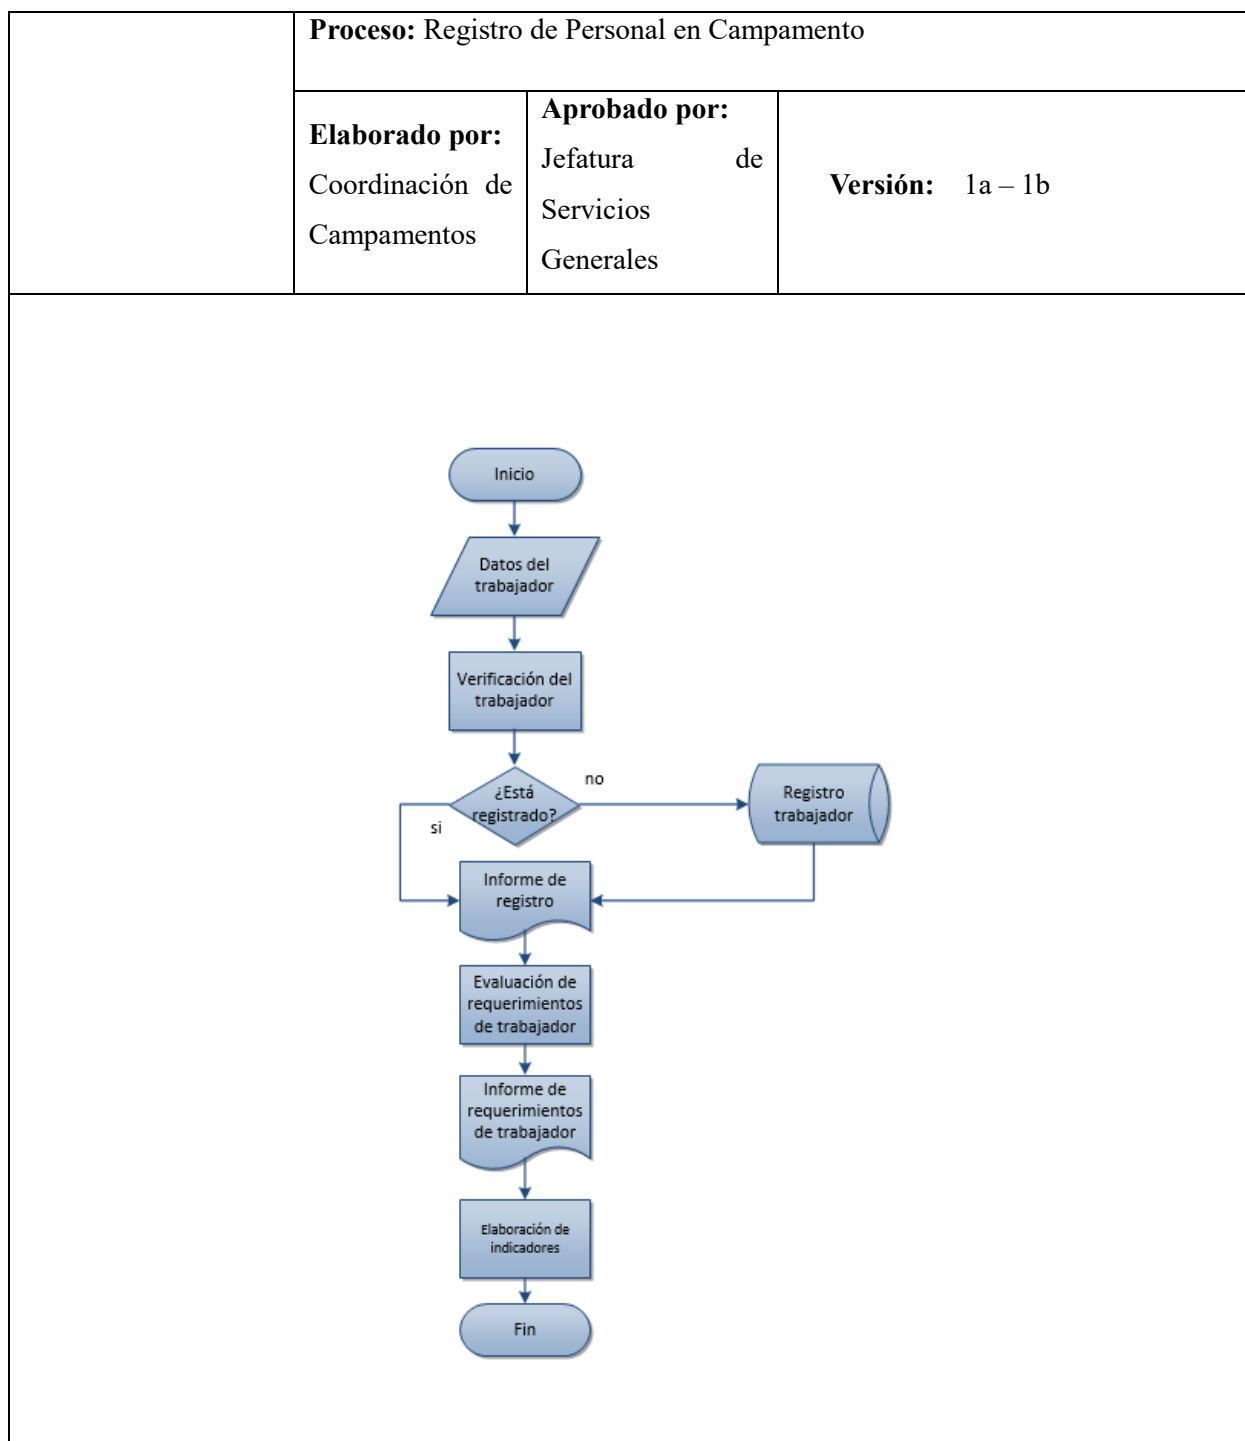 Proceso: Registro de Personal en Campamento
Elaborado por:
Coordinación de
Campamentos
Aprobado por:
Jefatura de
Servicios
Generales
Versión: 1a – 1b
Inicio
Datos del
trabajador
Verificación del
trabajador
¿Está
registrado?
no
si
Registro
trabajador
Informe de
registro
Evaluación de
requerimientos
de trabajador
Informe de
requerimientos
de trabajador
Elaboración de
indicadores
Fin